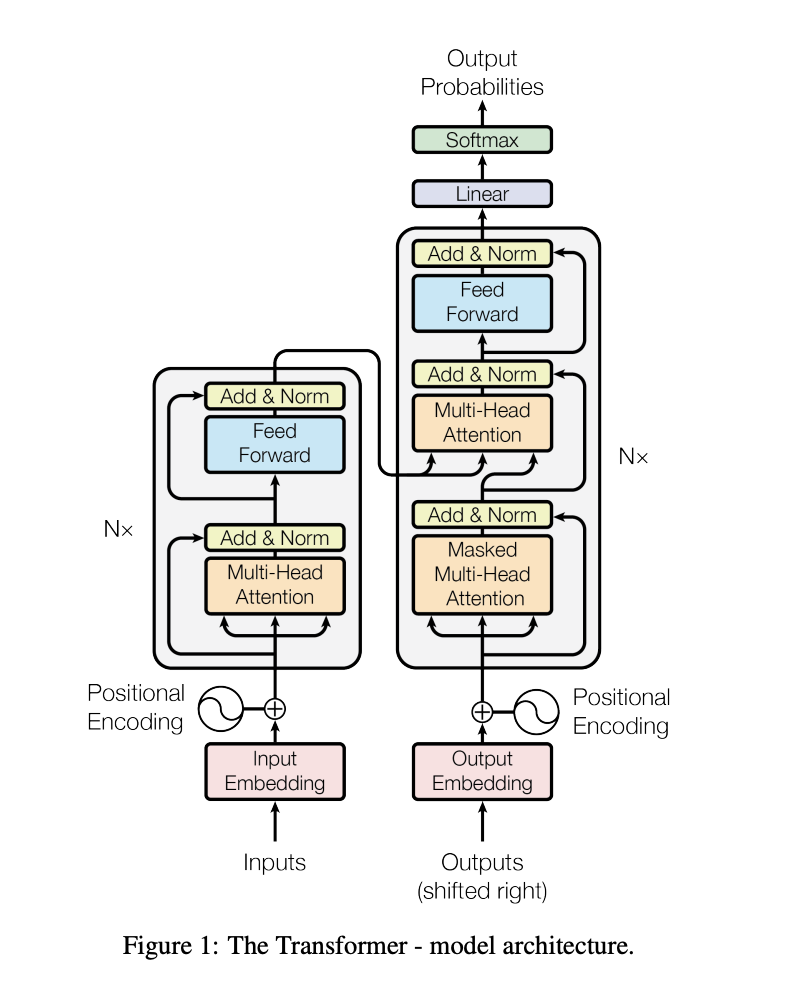 Output
Probabilities
Softmax
Linear
Add & Norm
Feed
Forward
Add & Norm
Multi-Head
Attention
Add & Norm
Masked
Multi-Head
Attention
N×
Add & Norm
Feed
Forward
Add & Norm
Multi-Head
Attention
N×
Positional
Encoding
Positional
Encoding
Input
Embedding
Output
Embedding
Inputs
Outputs
(shifted right)
Figure 1: The Transformer - model architecture.